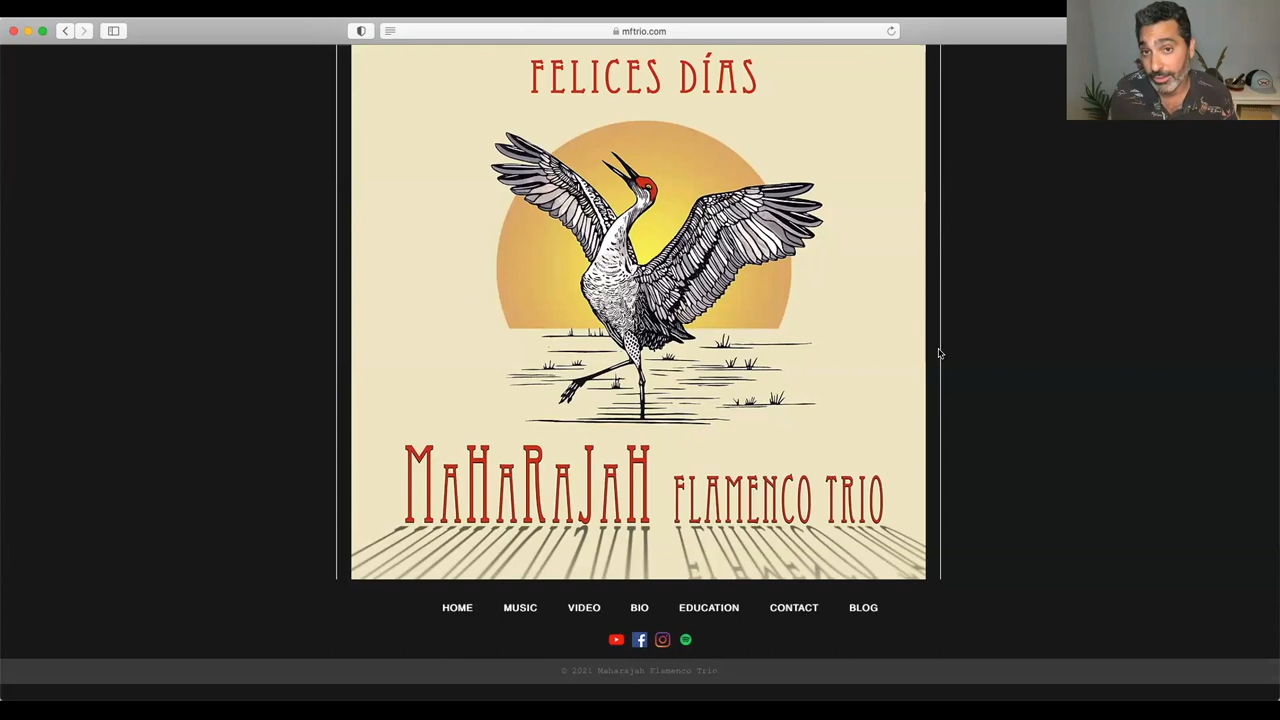 mftrio.com
FELICES DÍAS
MaHaRaJaH FLAMENCO TRIO
HOME MUSIC VIDEO BIO EDUCATION CONTACT BLOG
© 2021 Maharajah Flamenco Trio